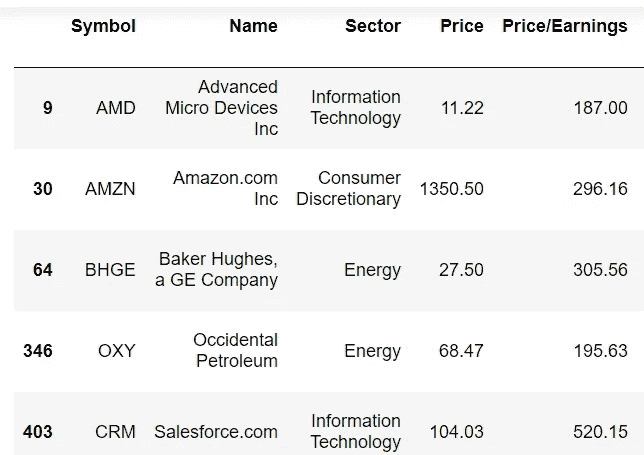 Symbol Name Sector Price Price/Earnings
9 AMD Advanced Micro Devices Inc Information Technology 11.22 187.00
30 AMZN Amazon.com Inc Consumer Discretionary 1350.50 296.16
64 BHGE Baker Hughes, a GE Company Energy 27.50 305.56
346 OXY Occidental Petroleum Energy 68.47 195.63
403 CRM Salesforce.com Information Technology 104.03 520.15